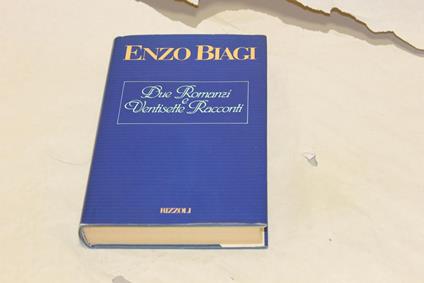 ENZO BIAGI
Due Romanzi
e
Ventisette Racconti
RIZZOLI